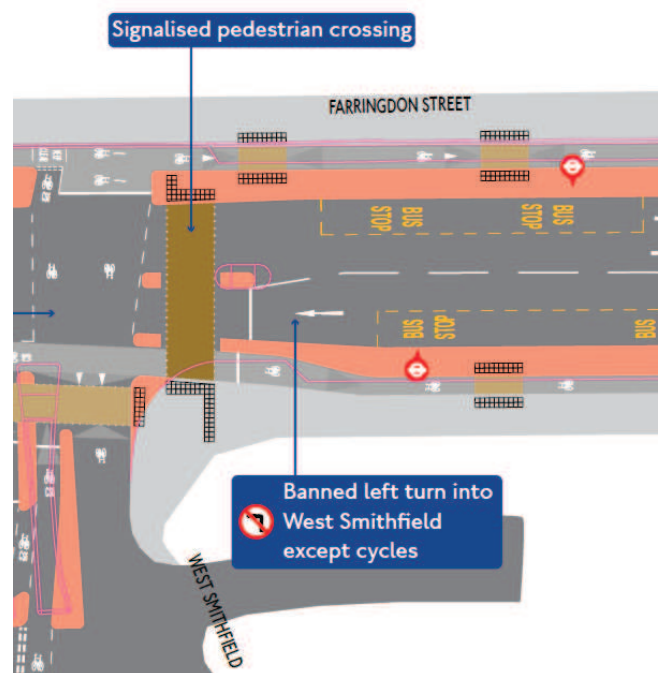 Signalised pedestrian crossing
FARRINGDON STREET
BUS
STOP
BUS
STOP
BUS
STOP
BUS
Banned left turn into
West Smithfield
except cycles
WEST SMITHFIELD